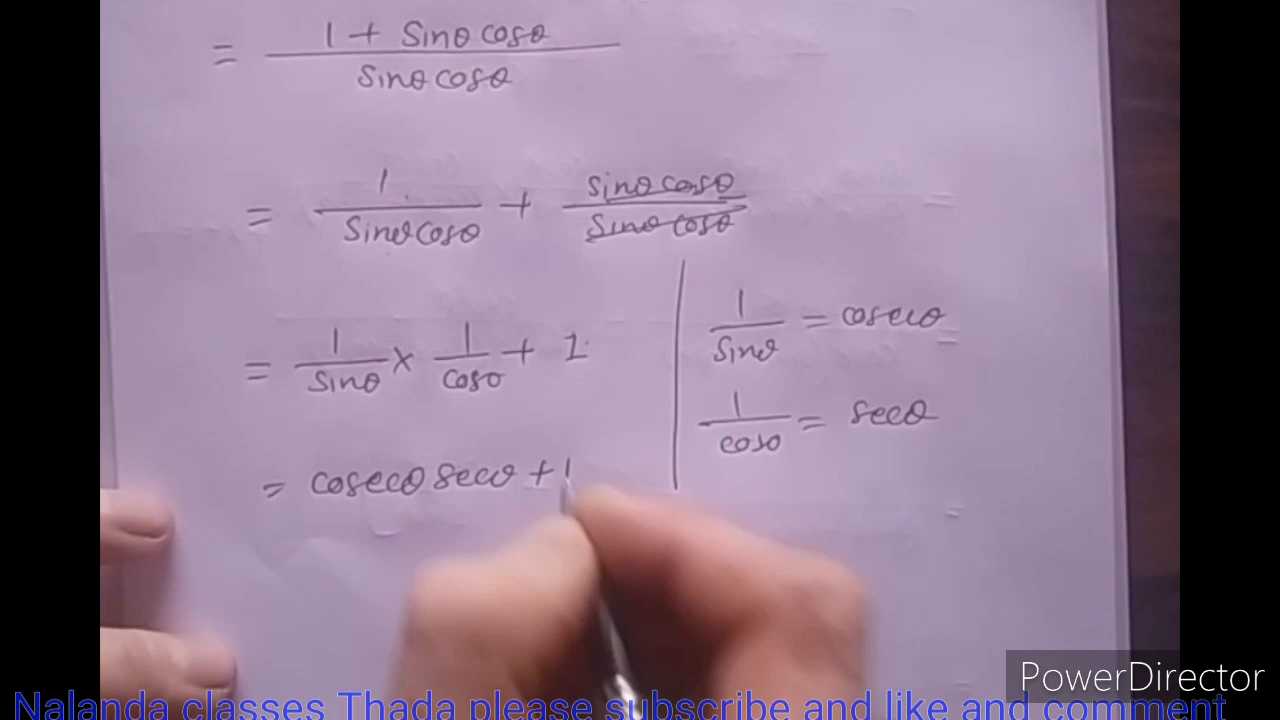 = (1 + sinθ cosθ) / (sinθ cosθ)
= 1 / (sinθ cosθ) + (sinθ cosθ) / (sinθ cosθ)
= 1/sinθ × 1/cosθ + 1
= cosecθ secθ + 1
1/sinθ = cosecθ
1/cosθ = secθ
PowerDirector
Nalanda classes Thada please subscribe and like and comment